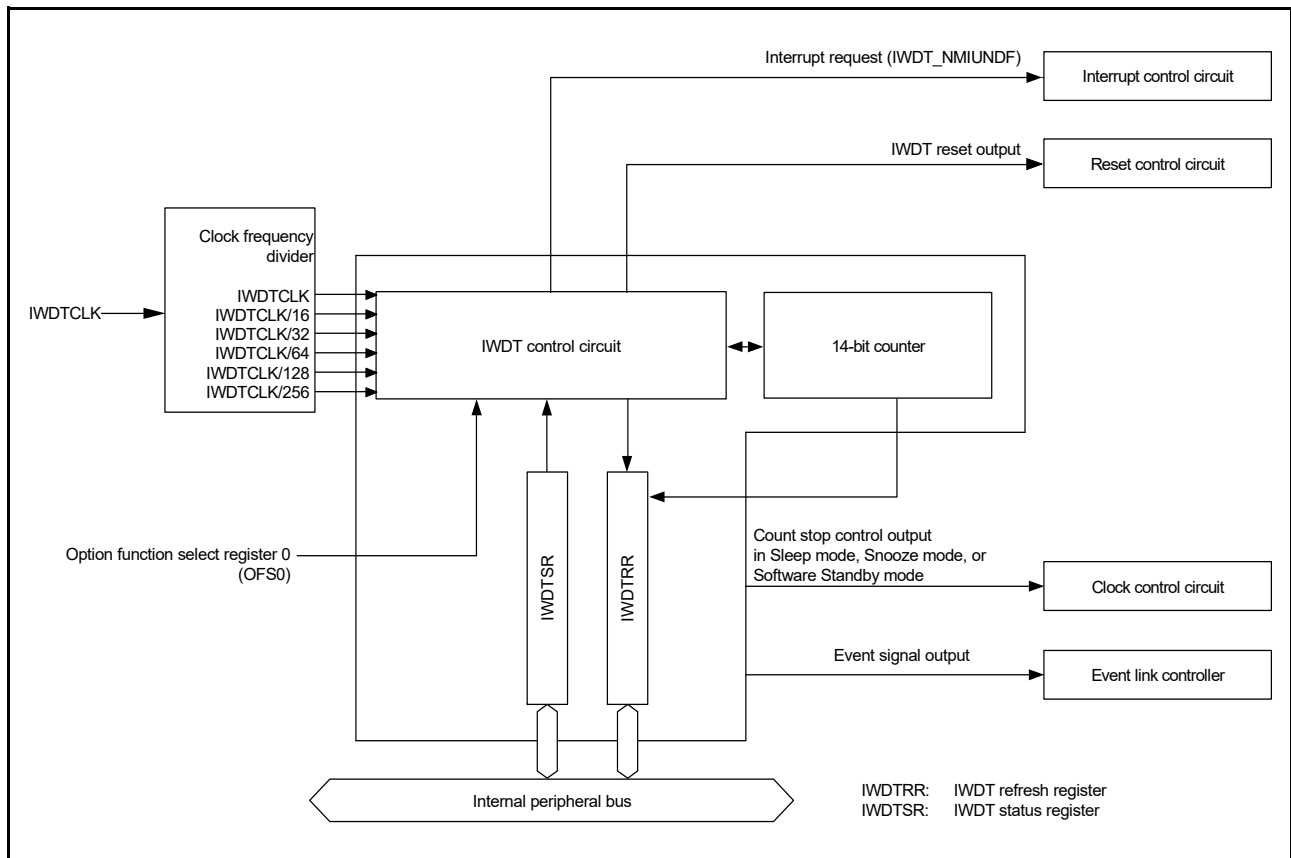 Interrupt request (IWDT_NMIUNDF)
Interrupt control circuit
IWDT reset output
Reset control circuit
Clock frequency
divider
IWDTCLK
IWDTCLK
IWDTCLK/16
IWDTCLK/32
IWDTCLK/64
IWDTCLK/128
IWDTCLK/256
IWDT control circuit
14-bit counter
Option function select register 0
(OFS0)
IWDTSR
IWDTRR
Count stop control output
in Sleep mode, Snooze mode, or
Software Standby mode
Clock control circuit
Event signal output
Event link controller
Internal peripheral bus
IWDTRR: IWDT refresh register
IWDTSR: IWDT status register